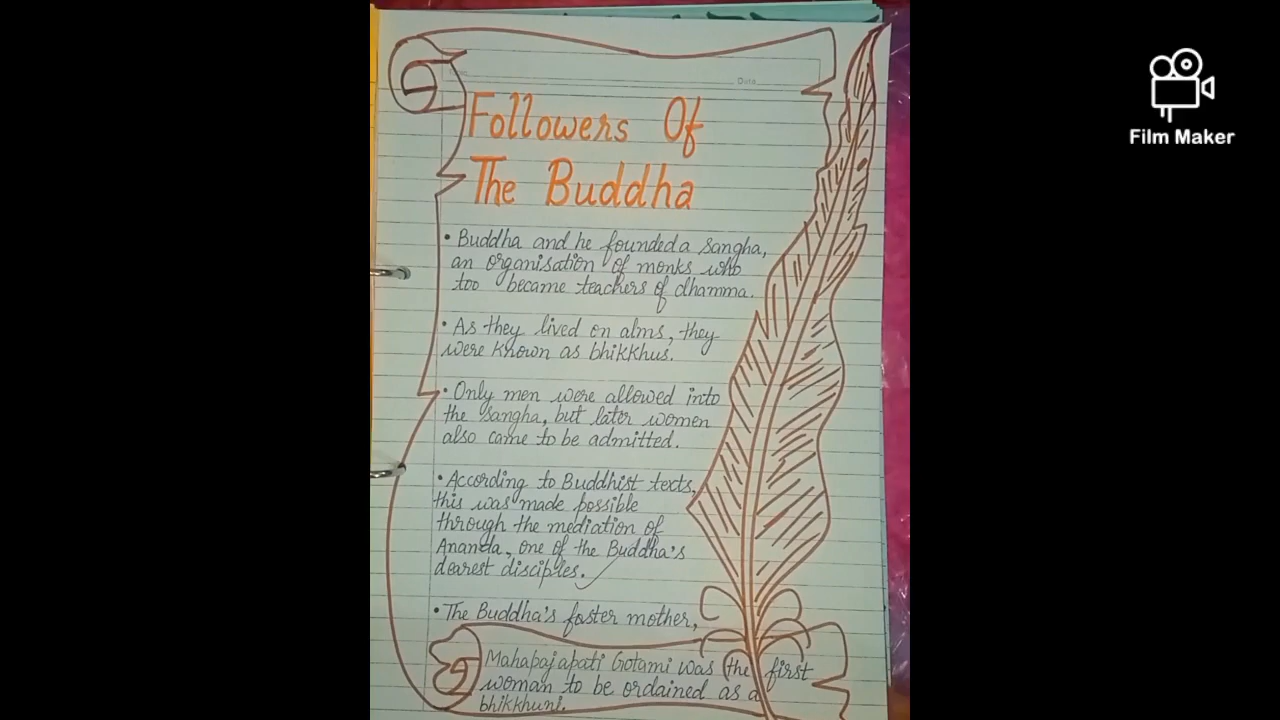 Date
Film Maker
Followers Of
The Buddha
• Buddha and he founded a sangha,
an organisation of monks who
too became teachers of dhamma.
• As they lived on alms, they
were known as bhikkhus.
• Only men were allowed into
the sangha, but later women
also came to be admitted.
• According to Buddhist texts,
this was made possible
through the mediation of
Ananda, one of the Buddha's
dearest disciples.
• The Buddha's foster mother,
Mahapajapati Gotami was the first
woman to be ordained as a
bhikkhuni.